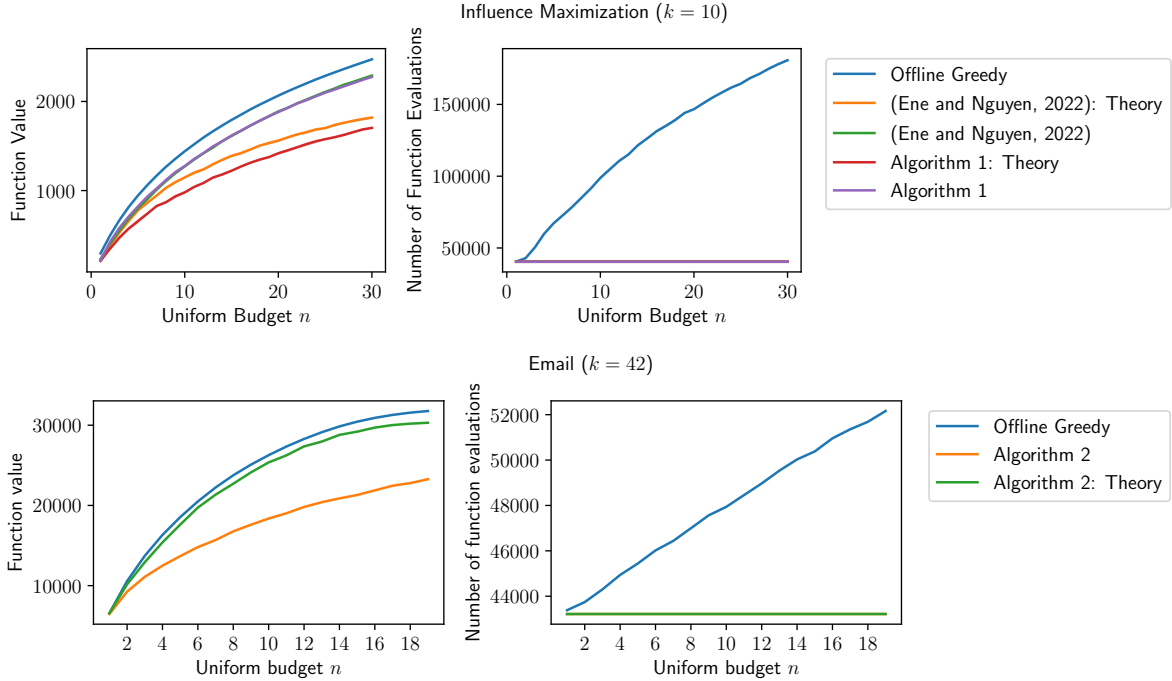 Influence Maximization (k = 10)
Function Value
2000
1000
0
10
20
30
Uniform Budget n
Number of Function Evaluations
150000
100000
50000
0
10
20
30
Uniform Budget n
Offline Greedy
(Ene and Nguyen, 2022): Theory
(Ene and Nguyen, 2022)
Algorithm 1: Theory
Algorithm 1
Email (k = 42)
Function value
30000
20000
10000
2 4 6 8 10 12 14 16 18
Uniform budget n
Number of function evaluations
52000
50000
48000
46000
44000
2 4 6 8 10 12 14 16 18
Uniform budget n
Offline Greedy
Algorithm 2
Algorithm 2: Theory